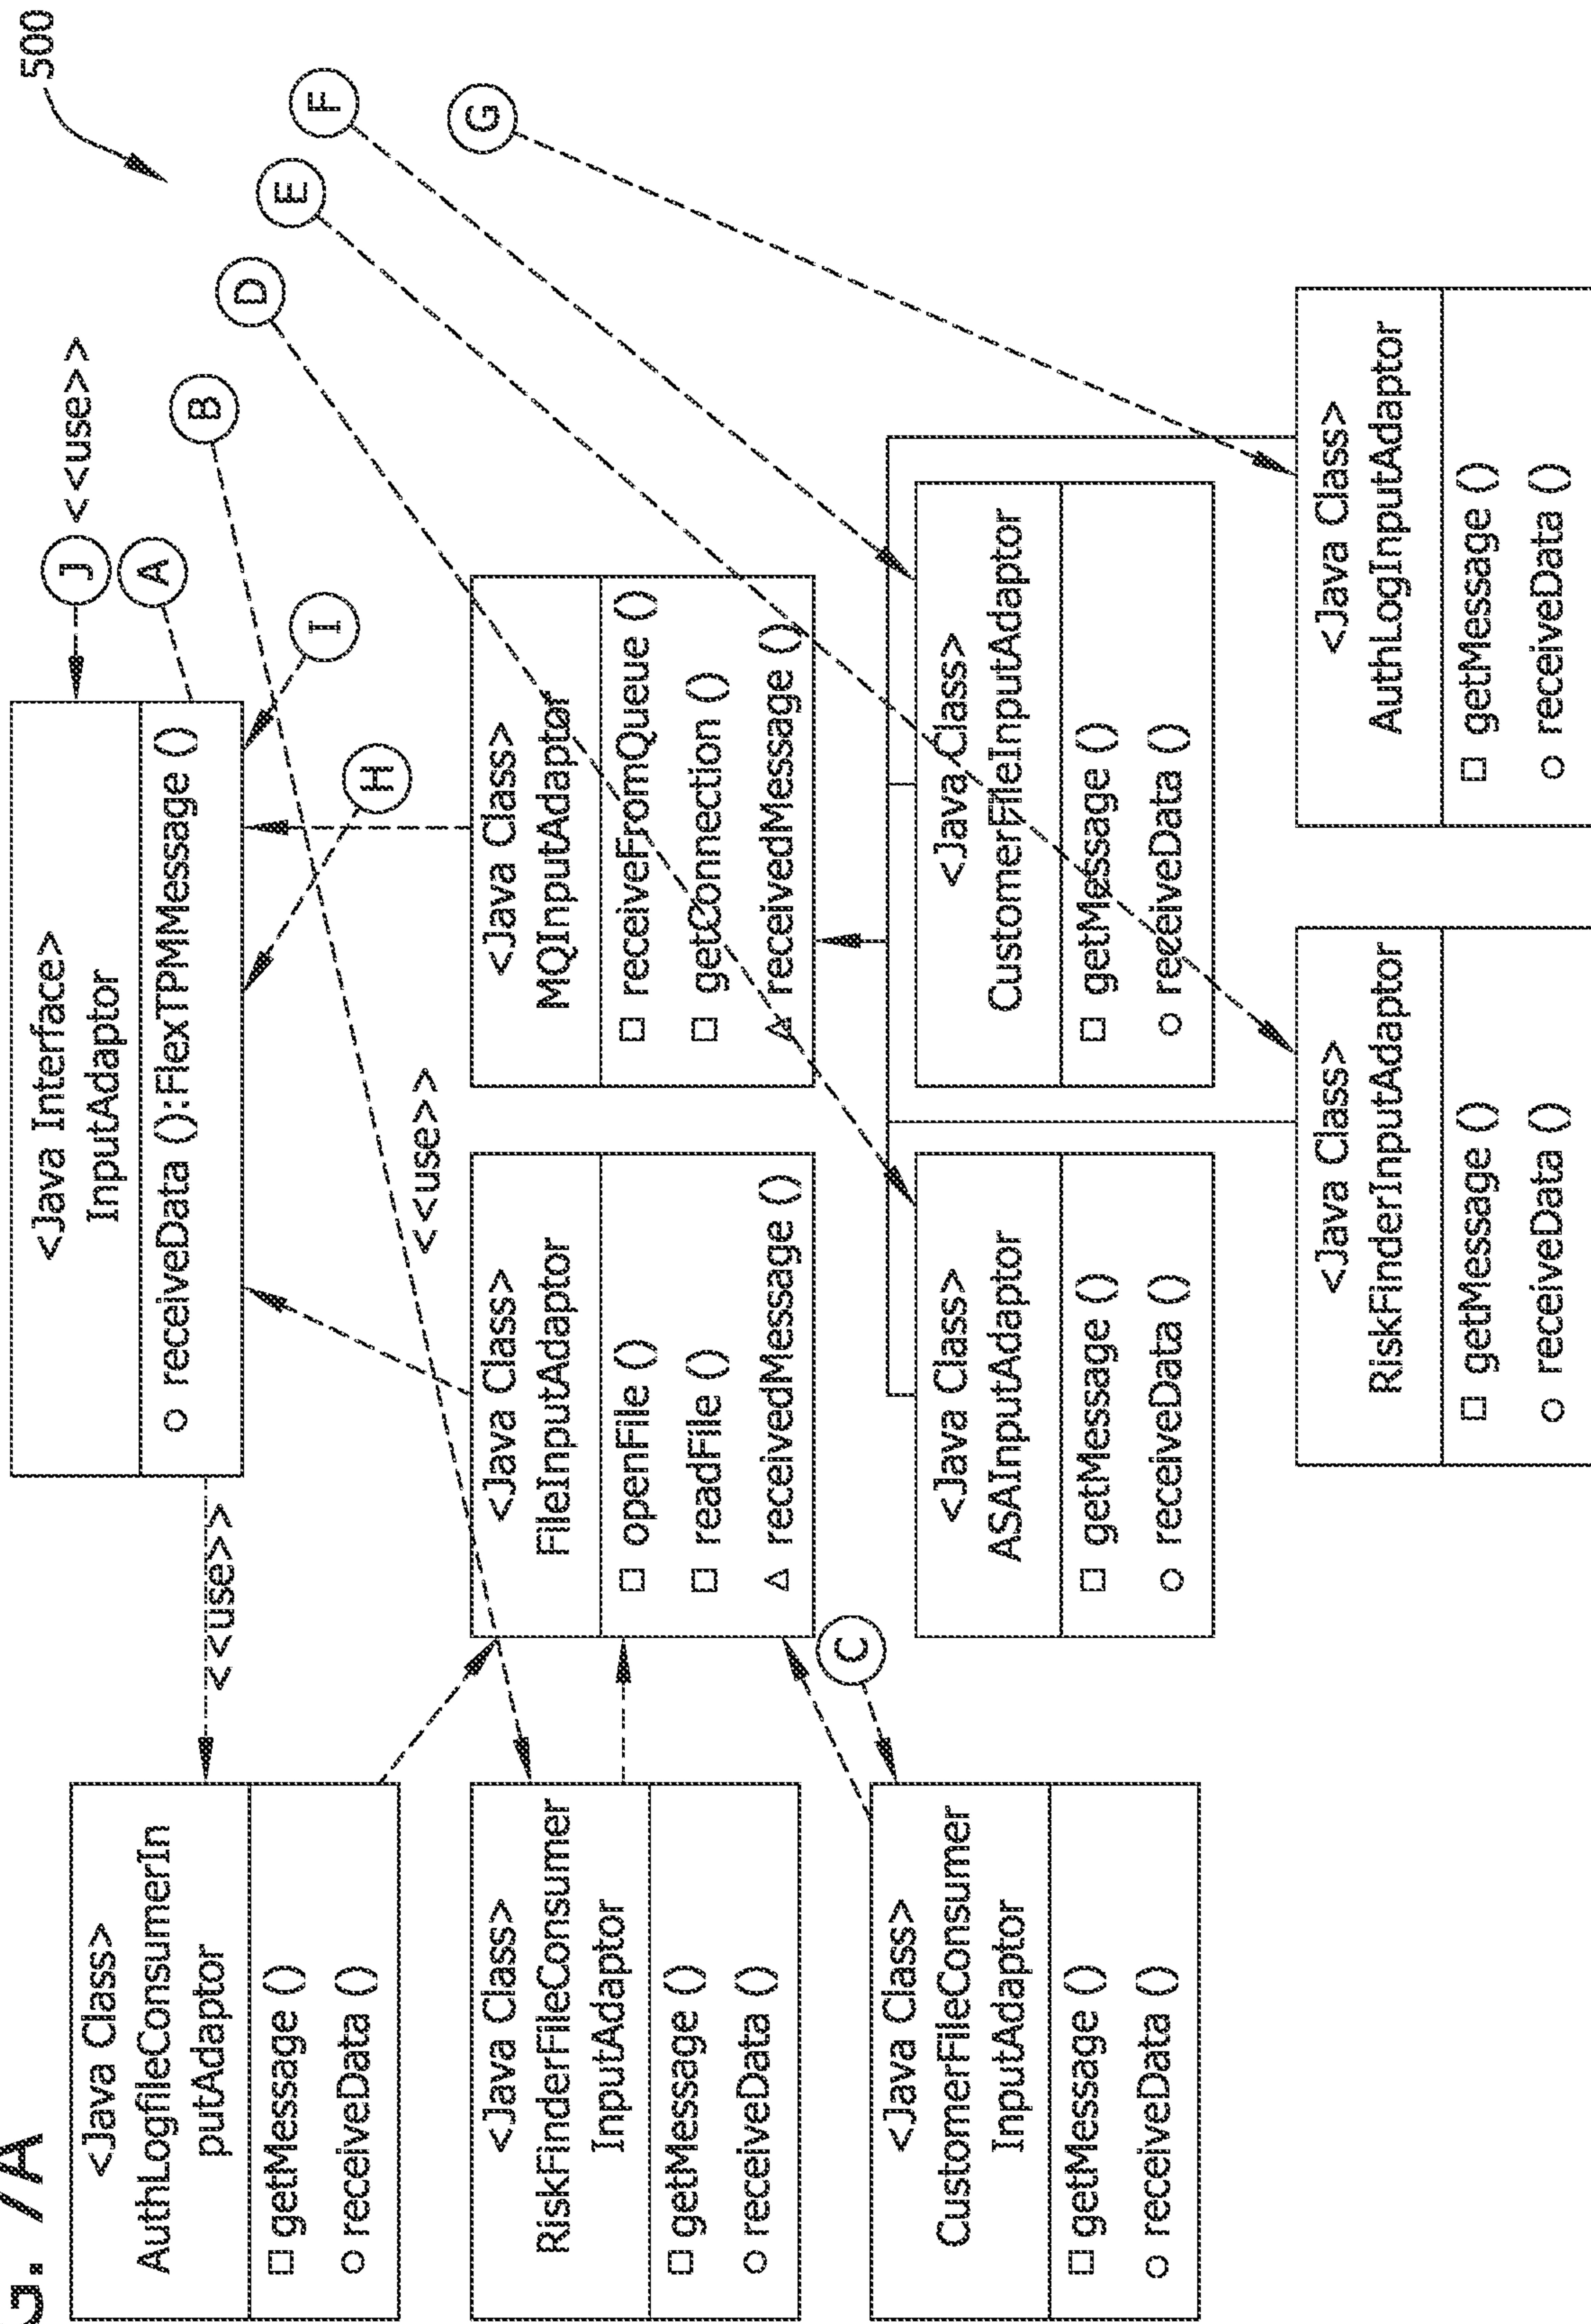 G. 7A
500
<Java Interface>
InputAdaptor
receiveData ():FlexTPMMessage ()
J
<<use>>
A
B
D
E
F
G
I
H
<<use>>
<<use>>
<Java Class>
AuthLogfileConsumerIn
putAdaptor
getMessage ()
receiveData ()
<Java Class>
FileInputAdaptor
openFile ()
readFile ()
receivedMessage ()
<Java Class>
MQInputAdaptor
receiveFromQueue ()
getConnection ()
receivedMessage ()
<Java Class>
RiskFinderFileConsumer
InputAdaptor
getMessage ()
receiveData ()
C
<Java Class>
CustomerFileConsumer
InputAdaptor
getMessage ()
receiveData ()
<Java Class>
ASAInputAdaptor
getMessage ()
receiveData ()
<Java Class>
CustomerFileInputAdaptor
getMessage ()
receiveData ()
<Java Class>
RiskFinderInputAdaptor
getMessage ()
receiveData ()
<Java Class>
AuthLogInputAdaptor
getMessage ()
receiveData ()